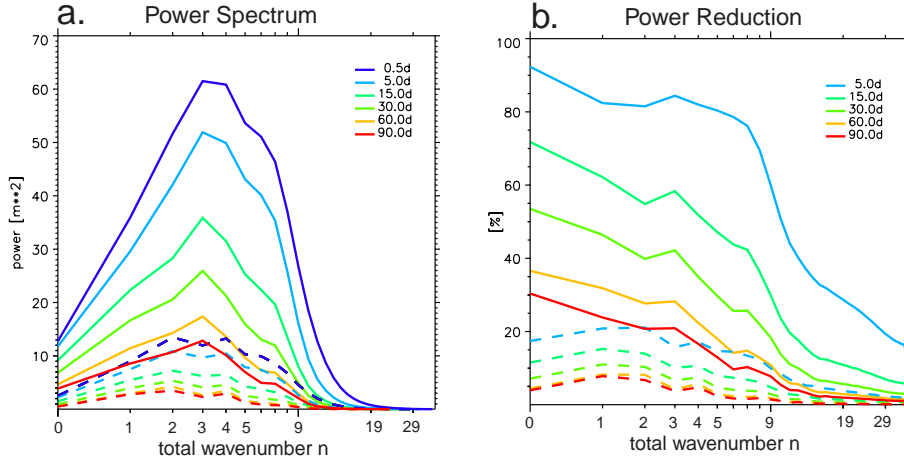 a.
Power Spectrum
70
60
50
40
30
20
10
power [m**2]
0.5d
5.0d
15.0d
30.0d
60.0d
90.0d
0 1 2 3 4 5 9 19 29
total wavenumber n
b.
Power Reduction
100
80
60
40
20
[%]
5.0d
15.0d
30.0d
60.0d
90.0d
0 1 2 3 4 5 9 19 29
total wavenumber n